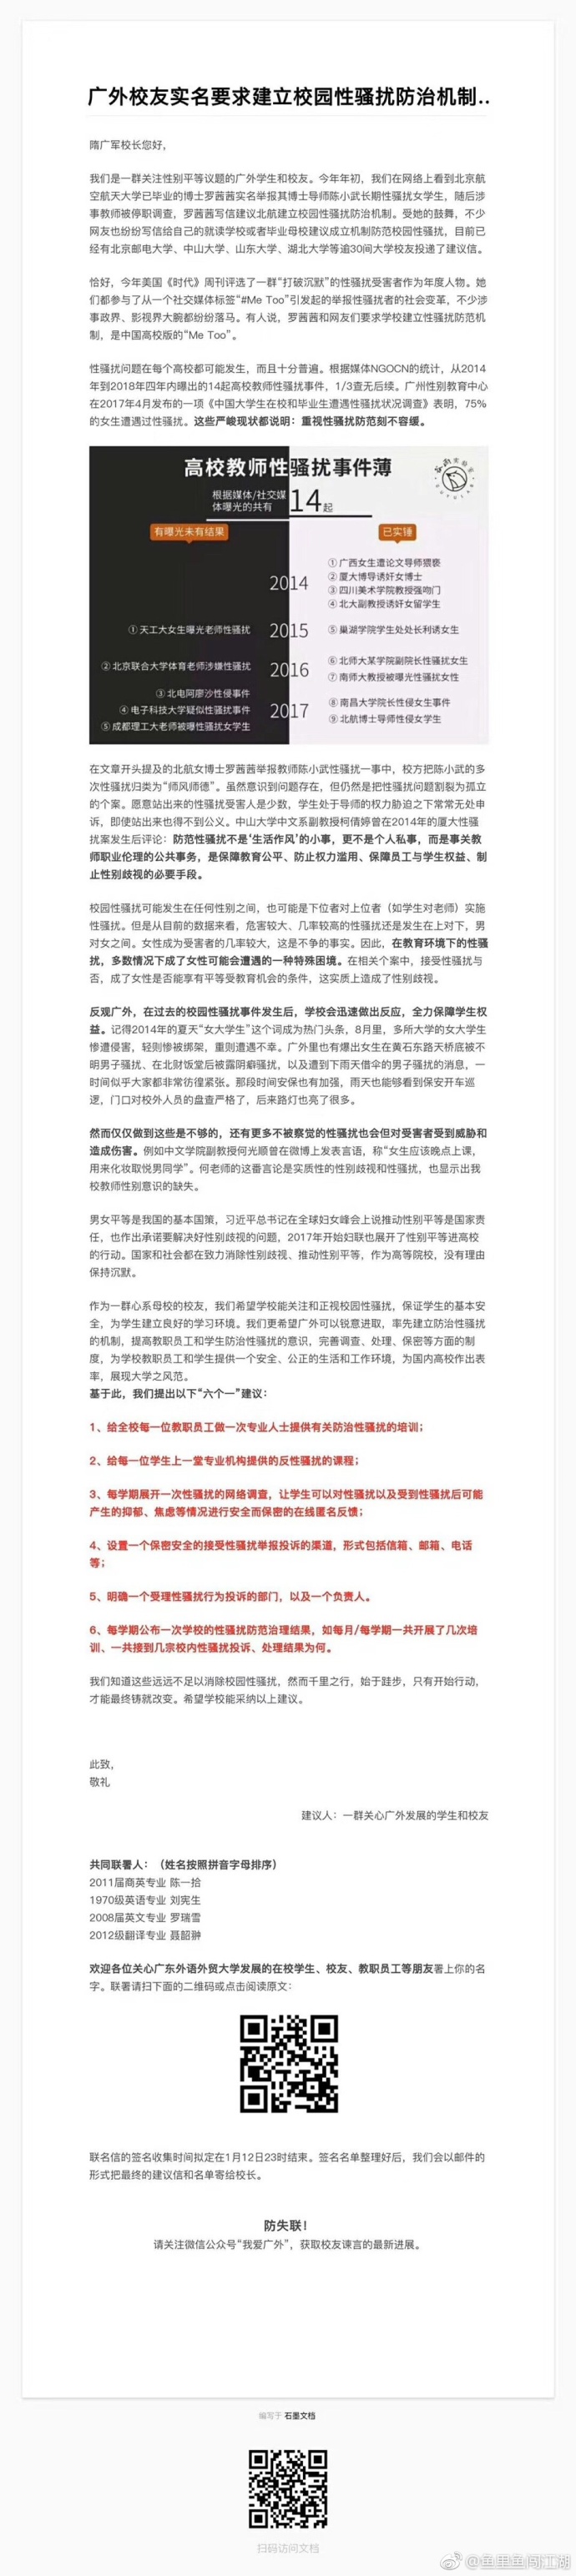 广外校友实名要求建立校园性骚扰防治机制..
隋广军校长您好,
我们是一群关注性别平等议题的广外学生和校友。今年年初，我们在网络上看到北京航
空航天大学已毕业的博士罗茜茜实名举报其博士导师陈小武长期性骚扰女学生，随后涉
事教师被停职调查，罗茜茜写信建议北航建立校园性骚扰防治机制。受她的鼓舞，不少
网友也纷纷写信给自己的就读学校或者毕业母校建议成立机制防范校园性骚扰，目前已
经有北京邮电大学、中山大学、山东大学、湖北大学等逾30间大学校友投递了建议信。
恰好，今年美国《时代》周刊评选了一群“打破沉默”的性骚扰受害者作为年度人物。她
们都参与了从一个社交媒体标签“#Me Too”引发起的举报性骚扰者的社会变革，不少涉
事政界、影视界大腕都纷纷落马。有人说，罗茜茜和网友们要求学校建立性骚扰防范机
制，是中国高校版的“Me Too”。
性骚扰问题在每个高校都可能发生，而且十分普遍。根据媒体NGOCN的统计，从2014
年到2018年四年内曝出的14起高校教师性骚扰事件，1/3查无后续。广州性别教育中心
在2017年4月发布的一项《中国大学生在校和毕业生遭遇性骚扰状况调查》表明，75%
的女生遭遇过性骚扰。这些严峻现状都说明：重视性骚扰防范刻不容缓。
高校教师性骚扰事件薄
根据媒体/社交媒
体曝光的共有
14起
有曝光未有结果
已实锤
2014
①广西女生遭论文导师猥亵
②厦大博导诱奸女博士
③四川美术学院教授强吻门
④北大副教授诱奸女留学生
①天工大女生曝光老师性骚扰
2015
⑤巢湖学院学生处处长利诱女生
②北京联合大学体育老师涉嫌性骚扰
2016
⑥北师大某学院副院长性骚扰女生
⑦南师大教授被曝光性骚扰女性
③北电阿廖沙性侵事件
④电子科技大学疑似性骚扰事件
⑤成都理工大老师被曝性骚扰女学生
2017
⑧南昌大学院长性侵女生事件
⑨北航博士导师性侵女学生
在文章开头提及的北航女博士罗茜茜举报教师陈小武性骚扰一事中，校方把陈小武的多
次性骚扰归类为“师风师德”。虽然意识到问题存在，但仍然是把性骚扰问题割裂为孤立
的个案。愿意站出来的性骚扰受害人是少数，学生处于导师的权力胁迫之下常常无处申
诉，即使站出来也得不到公义。中山大学中文系副教授柯倩婷曾在2014年的厦大性骚
扰案发生后评论：防范性骚扰不是‘生活作风’的小事，更不是个人私事，而是事关教
师职业伦理的公共事务，是保障教育公平、防止权力滥用、保障员工与学生权益、制
止性别歧视的必要手段。
校园性骚扰可能发生在任何性别之间，也可能是下位者对上位者（如学生对老师）实施
性骚扰。但是从目前的数据来看，危害较大、几率较高的性骚扰还是发生在上对下，男
对女之间。女性成为受害者的几率较大，这是不争的事实。因此，在教育环境下的性骚
扰，多数情况下成了女性可能会遭遇的一种特殊困境。在相关个案中，接受性骚扰与
否，成了女性是否能享有平等受教育机会的条件，这实质上造成了性别歧视。
反观广外，在过去的校园性骚扰事件发生后，学校会迅速做出反应，全力保障学生权
益。记得2014年的夏天“女大学生”这个词成为热门头条，8月里，多所大学的女大学生
惨遭侵害，轻则惨被绑架，重则遭遇不幸。广外里也有爆出女生在黄石东路天桥底被不
明男子骚扰、在北财饭堂后被露阴癖骚扰，以及遭到下雨天借伞的男子骚扰的消息，一
时间似乎大家都非常彷徨紧张。那段时间安保也有加强，雨天也能够看到保安开车巡
逻，门口对校外人员的盘查严格了，后来路灯也亮了很多。
然而仅仅做到这些是不够的，还有更多不被察觉的性骚扰也会但对受害者受到威胁和
造成伤害。例如中文学院副教授何光顺曾在微博上发表言语，称“女生应该晚点上课，
用来化妆取悦男同学”。何老师的这番言论是实质性的性别歧视和性骚扰，也显示出我
校教师性别意识的缺失。
男女平等是我国的基本国策，习近平总书记在全球妇女峰会上说推动性别平等是国家责
任，也作出承诺要解决好性别歧视的问题，2017年开始妇联也展开了性别平等进高校
的行动。国家和社会都在致力消除性别歧视、推动性别平等，作为高等院校，没有理由
保持沉默。
作为一群心系母校的校友，我们希望学校能关注和正视校园性骚扰，保证学生的基本安
全，为学生建立良好的学习环境。我们更希望广外可以锐意进取，率先建立防治性骚扰
的机制，提高教职员工和学生防治性骚扰的意识，完善调查、处理、保密等方面的制
度，为学校教职员工和学生提供一个安全、公正的生活和工作环境，为国内高校作出表
率，展现大学之风范。
基于此，我们提出以下“六个一”建议：
1、给全校每一位教职员工做一次专业人士提供有关防治性骚扰的培训；
2、给每一位学生上一堂专业机构提供的反性骚扰的课程；
3、每学期展开一次性骚扰的网络调查，让学生可以对性骚扰以及受到性骚扰后可能
产生的抑郁、焦虑等情况进行安全而保密的在线匿名反馈；
4、设置一个保密安全的接受性骚扰举报投诉的渠道，形式包括信箱、邮箱、电话
等；
5、明确一个受理性骚扰行为投诉的部门，以及一个负责人。
6、每学期公布一次学校的性骚扰防范治理结果，如每月/每学期一共开展了几次培
训、一共接到几宗校内性骚扰投诉、处理结果为何。
我们知道这些远远不足以消除校园性骚扰，然而千里之行，始于跬步，只有开始行动，
才能最终铸就改变。希望学校能采纳以上建议。
此致，
敬礼
建议人：一群关心广外发展的学生和校友
共同联署人：（姓名按照拼音字母排序）
2011届商英专业 陈一拾
1970级英语专业 刘宪生
2008届英文专业 罗瑞雪
2012级翻译专业 聂韶翀
欢迎各位关心广东外语外贸大学发展的在校学生、校友、教职员工等朋友署上你的名
字。联署请扫下面的二维码或点击阅读原文：
联名信的签名收集时间拟定在1月12日23时结束。签名名单整理好后，我们会以邮件的
形式把最终的建议信和名单寄给校长。
防失联！
请关注微信公众号“我爱广外”，获取校友谏言的最新进展。
编写于 石墨文档
扫码访问文档
@鱼里鱼闯江湖